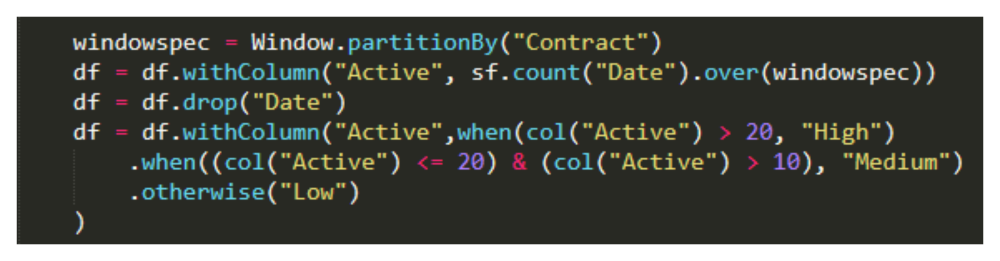 windowspec = Window.partitionBy("Contract")
df = df.withColumn("Active", sf.count("Date").over(windowspec))
df = df.drop("Date")
df = df.withColumn("Active",when(col("Active") > 20, "High")
.when((col("Active") <= 20) & (col("Active") > 10), "Medium")
.otherwise("Low")
)